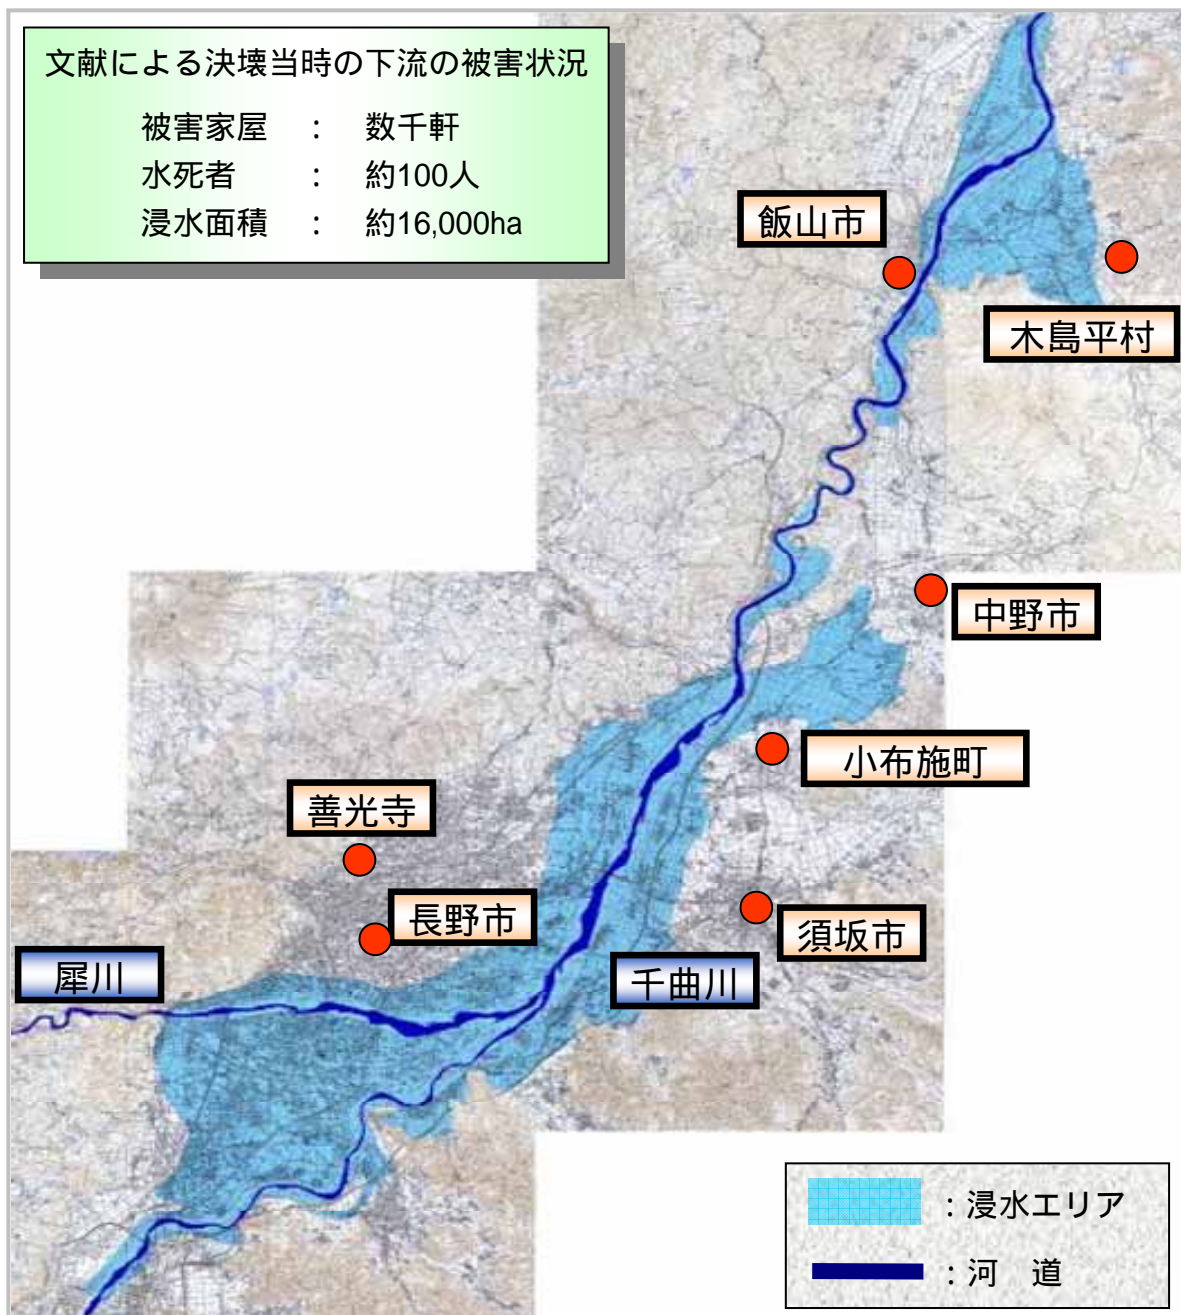 文献による決壊当時の下流の被害状況
被害家屋 : 数千軒
水死者 : 約100人
浸水面積 : 約16,000ha
飯山市
木島平村
中野市
小布施町
善光寺
長野市
須坂市
犀川
千曲川
:浸水エリア
:河 道